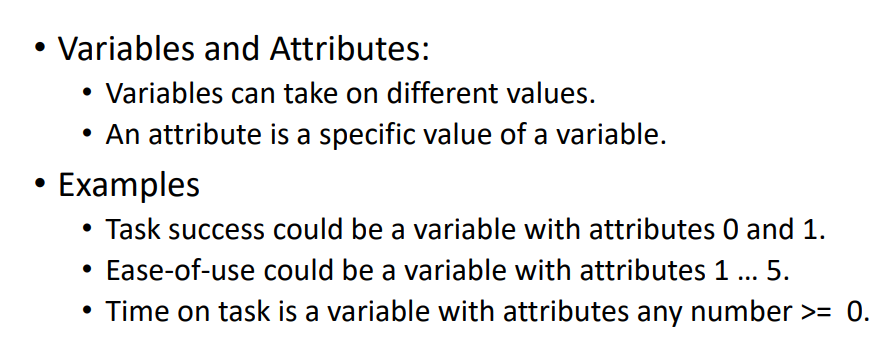 • Variables and Attributes:
• Variables can take on different values.
• An attribute is a specific value of a variable.
• Examples
• Task success could be a variable with attributes 0 and 1.
• Ease-of-use could be a variable with attributes 1 … 5.
• Time on task is a variable with attributes any number >=  0.